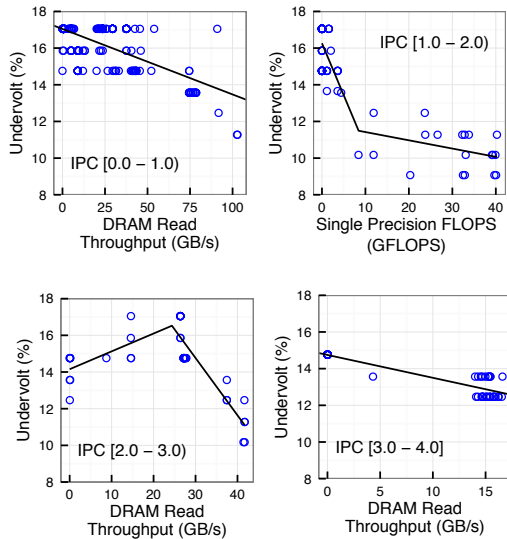 18
16
14
12
10
8
Undervolt (%)
IPC [0.0 – 1.0)
0 25 50 75 100
DRAM Read
Throughput (GB/s)
18
16
14
12
10
8
Undervolt (%)
IPC [1.0 – 2.0)
0 10 20 30 40
Single Precision FLOPS
(GFLOPS)
18
16
14
12
10
8
Undervolt (%)
IPC [2.0 – 3.0)
0 20 40
DRAM Read
Throughput (GB/s)
18
16
14
12
10
8
Undervolt (%)
IPC [3.0 – 4.0]
0 5 10 15
DRAM Read
Throughput (GB/s)